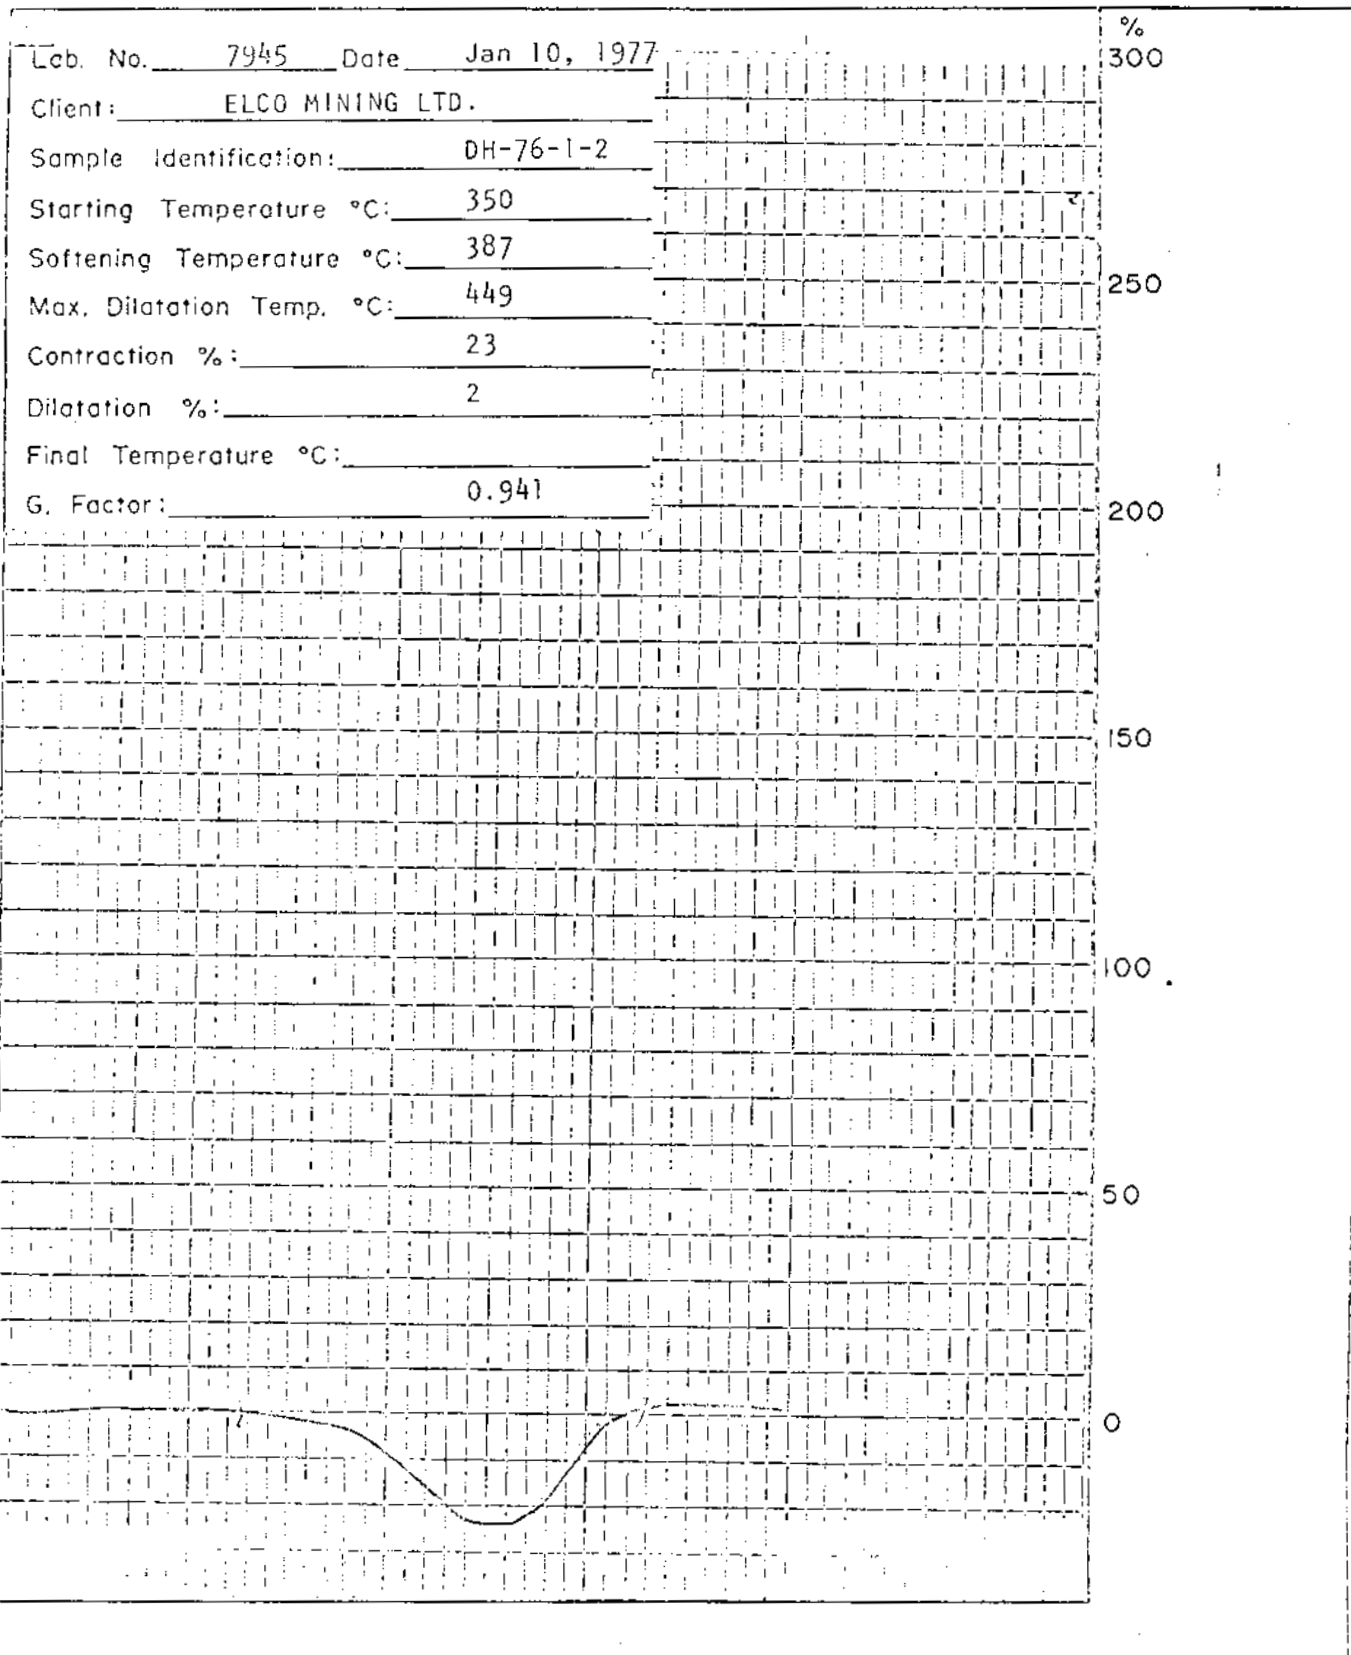 Lab. No. 7945 Date Jan 10, 1977
Client: ELCO MINING LTD.
Sample Identification: DH-76-1-2
Starting Temperature °C: 350
Softening Temperature °C: 387
Max. Dilatation Temp. °C: 449
Contraction %: 23
Dilatation %: 2
Final Temperature °C:
G. Factor: 0.941
%
300
250
200
150
100
50
0